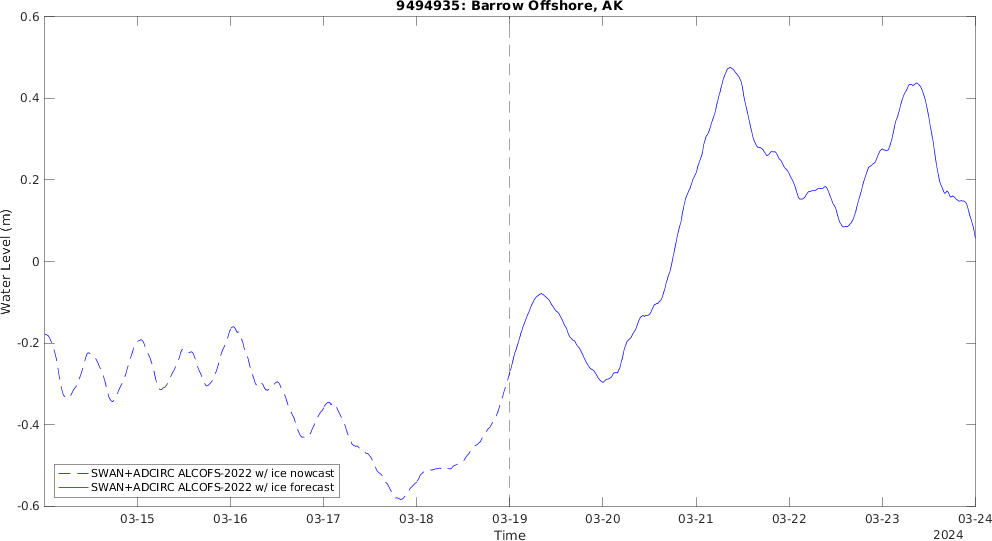 9494935: Barrow Offshore, AK
Water Level (m)
0.6
0.4
0.2
0
-0.2
-0.4
-0.6
SWAN+ADCIRC ALCOFS-2022 w/ ice nowcast
SWAN+ADCIRC ALCOFS-2022 w/ ice forecast
03-15 03-16 03-17 03-18 03-19 03-20 03-21 03-22 03-23 03-24
Time
2024